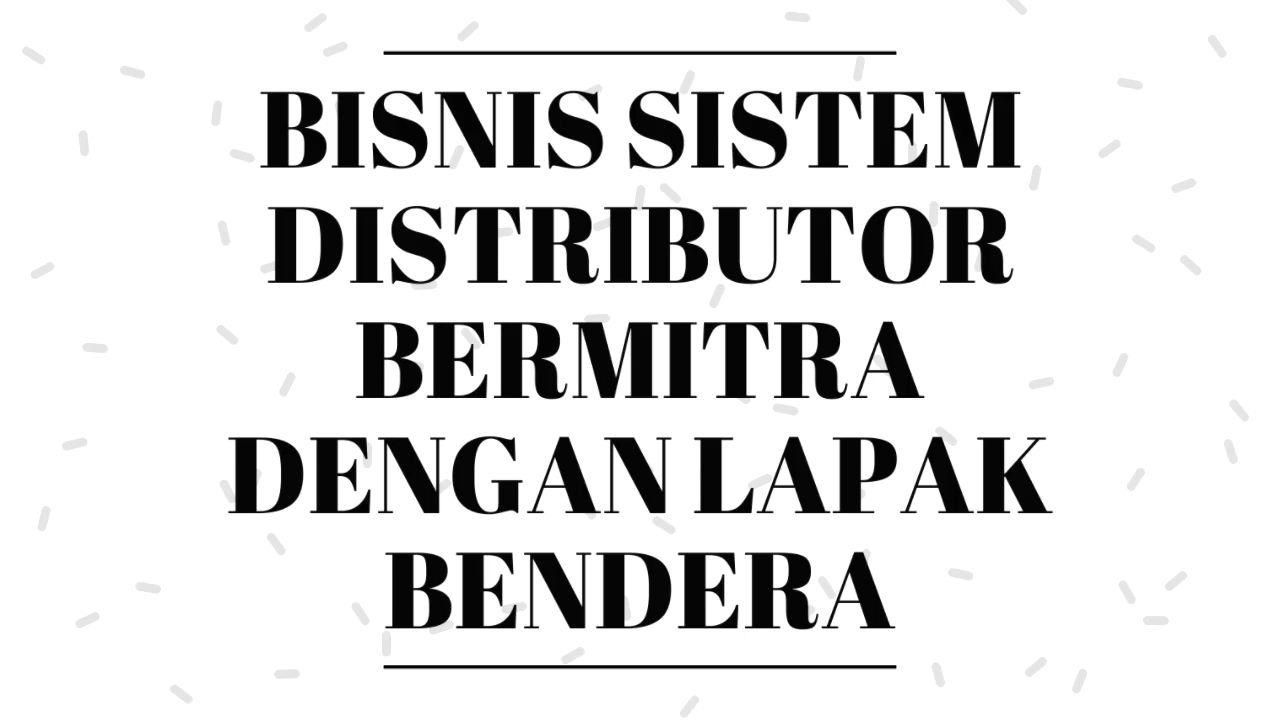 BISNIS SISTEM
DISTRIBUTOR
BERMITRA
DENGAN LAPAK
BENDERA